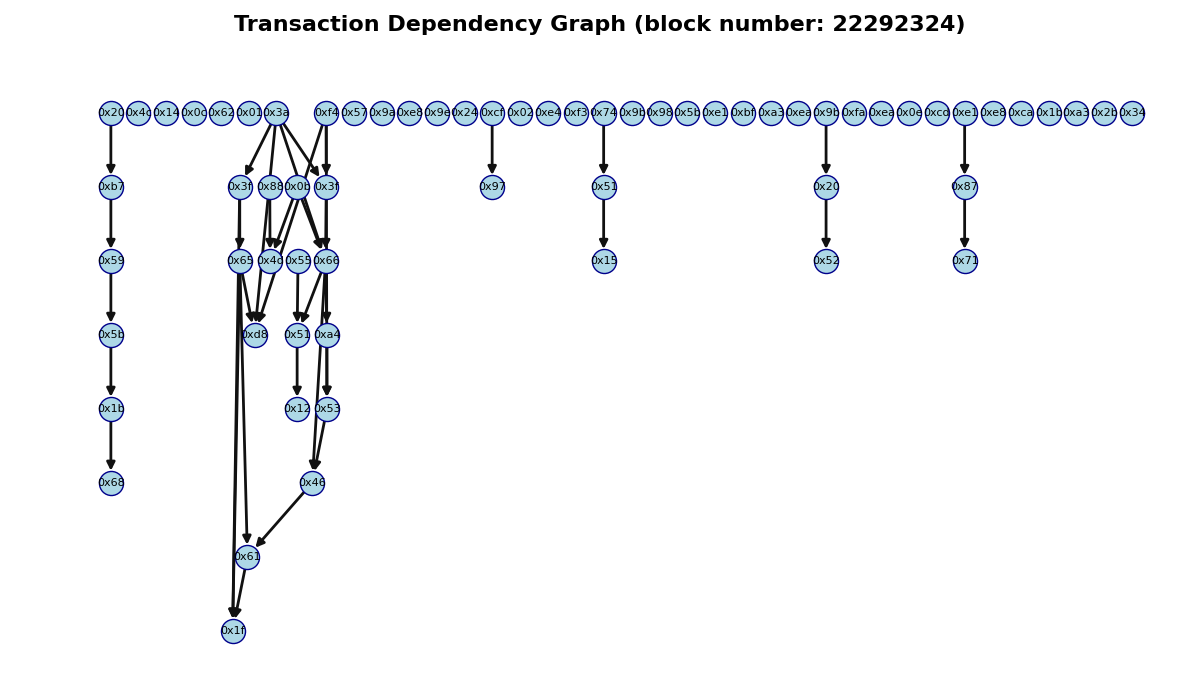 Transaction Dependency Graph (block number: 22292324)
0x20 0x4c 0x14 0x0c 0x62 0x01 0x3a 0xf4 0x57 0x9a 0xe8 0x9e 0x24 0xcf 0x02 0xe4 0xf3 0x74 0x9b 0x98 0x5b 0xe1 0xbf 0xa3 0xea 0x9b 0xfa 0xea 0x0e 0xcd 0xe1 0xe8 0xca 0x1b 0xa3 0x2b 0x34
0xb7 0x3f 0x88 0x0b 0x3f 0x97 0x51 0x20 0x87
0x59 0x65 0x4d 0x55 0x66 0x15 0x52 0x71
0x5b 0xd8 0x51 0xa4
0x1b 0x12 0x53
0x68 0x46
0x61
0x1f